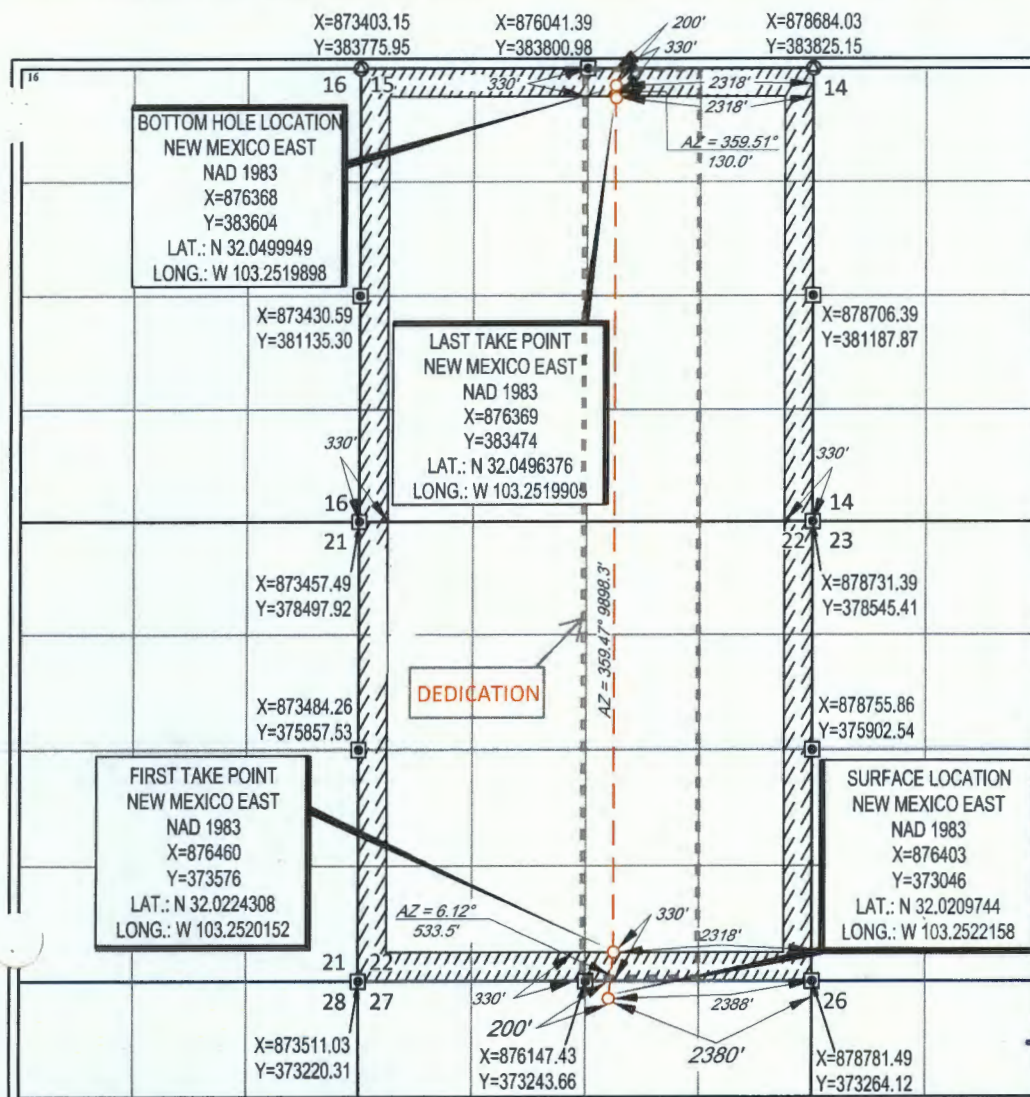 X=873403.15
Y=383775.95
X=876041.39
Y=383800.98
200'
330'
X=878684.03
Y=383825.15
16
16
15
330'
2318'
14
2318'
AZ = 359.51°
130.0'
BOTTOM HOLE LOCATION
NEW MEXICO EAST
NAD 1983
X=876368
Y=383604
LAT.: N 32.0499949
LONG.: W 103.2519898
X=873430.59
Y=381135.30
X=878706.39
Y=381187.87
LAST TAKE POINT
NEW MEXICO EAST
NAD 1983
X=876369
Y=383474
LAT.: N 32.0496376
LONG.: W 103.2519905
330'
330'
16
14
21
22
23
X=873457.49
Y=378497.92
X=878731.39
Y=378545.41
AZ = 359.47° 9898.3'
DEDICATION
X=873484.26
Y=375857.53
X=878755.86
Y=375902.54
FIRST TAKE POINT
NEW MEXICO EAST
NAD 1983
X=876460
Y=373576
LAT.: N 32.0224308
LONG.: W 103.2520152
SURFACE LOCATION
NEW MEXICO EAST
NAD 1983
X=876403
Y=373046
LAT.: N 32.0209744
LONG.: W 103.2522158
AZ = 6.12°
533.5'
330'
2318'
21
22
28
27
330'
2388'
26
200'
2380'
X=873511.03
Y=373220.31
X=876147.43
Y=373243.66
X=878781.49
Y=373264.12